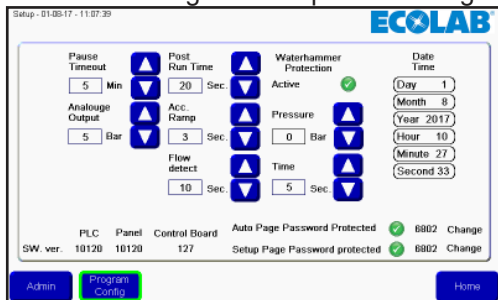 Setup - 01-08-17 - 11:07:39
ECOLAB®
Pause Timeout
5 Min
Post Run Time
20 Sec.
Waterhammer Protection
Active
Date Time
Day 1
Month 8
Year 2017
Hour 10
Minute 27
Second 33
Analouge Output
5 Bar
Acc. Ramp
3 Sec.
Pressure
0 Bar
Flow detect
10 Sec.
Time
5 Sec.
PLC Panel Control Board
SW. ver. 10120 10120 127
Auto Page Password Protected 6802 Change
Setup Page Password protected 6802 Change
Admin
Program Config
Home